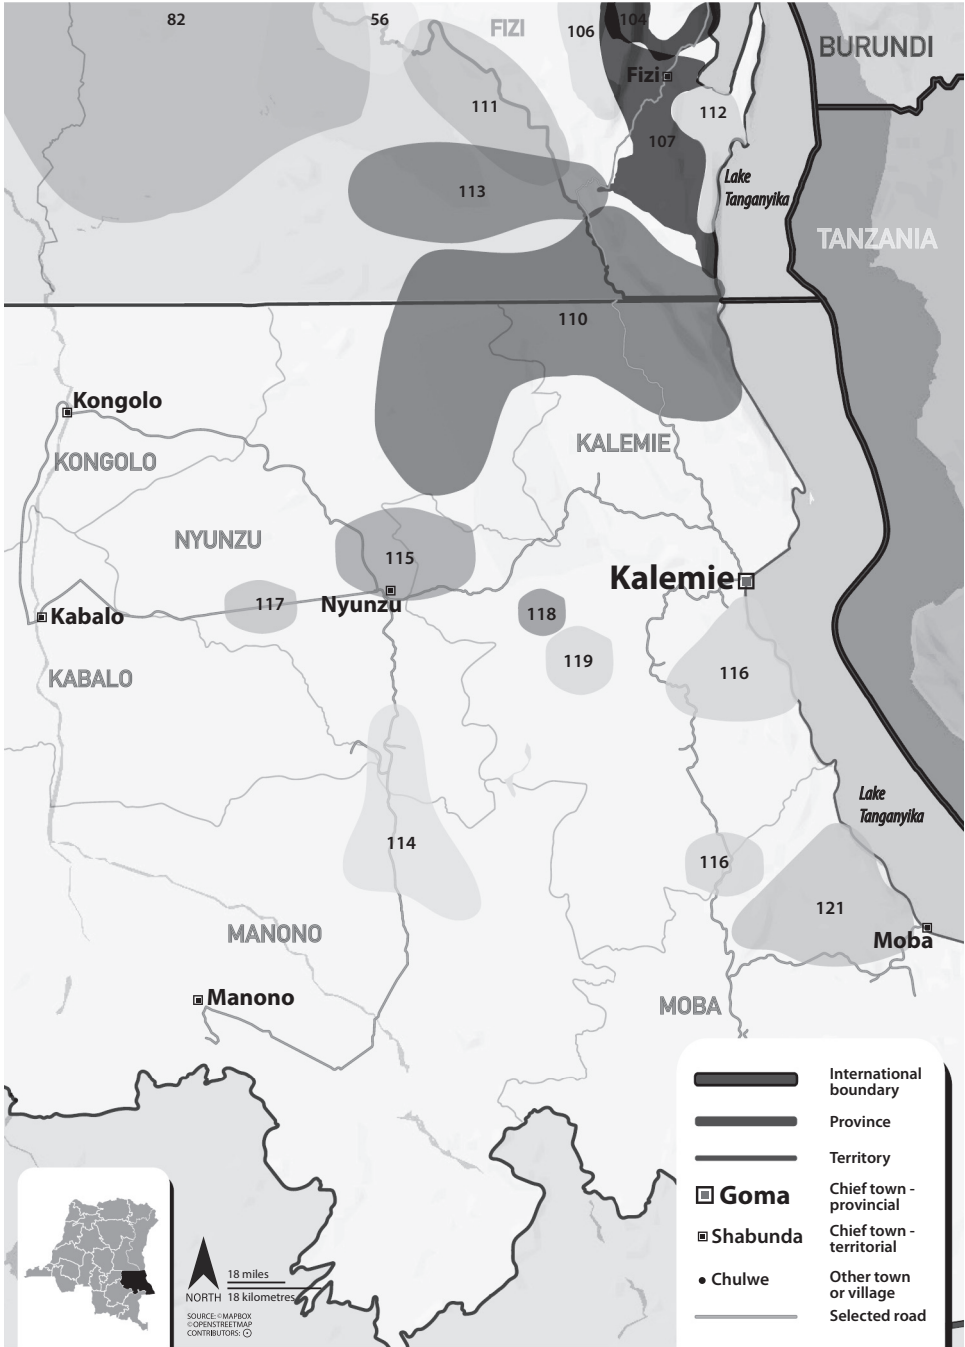 82
56
FIZI
106
104
BURUNDI
Fizi
111
112
107
Lake
Tanganyika
113
TANZANIA
110
Kongolo
KONGOLO
KALEMIE
NYUNZU
115
Kalemie
117
Nyunzu
118
Kabalo
119
116
KABALO
Lake
Tanganyika
114
116
121
MANONO
Moba
Manono
MOBA
International
boundary
Province
Territory
Goma
Chief town -
provincial
Shabunda
Chief town -
territorial
Chulwe
Other town
or village
Selected road
NORTH
18 miles
18 kilometres
SOURCE: ©MAPBOX
©OPENSTREETMAP
CONTRIBUTORS: